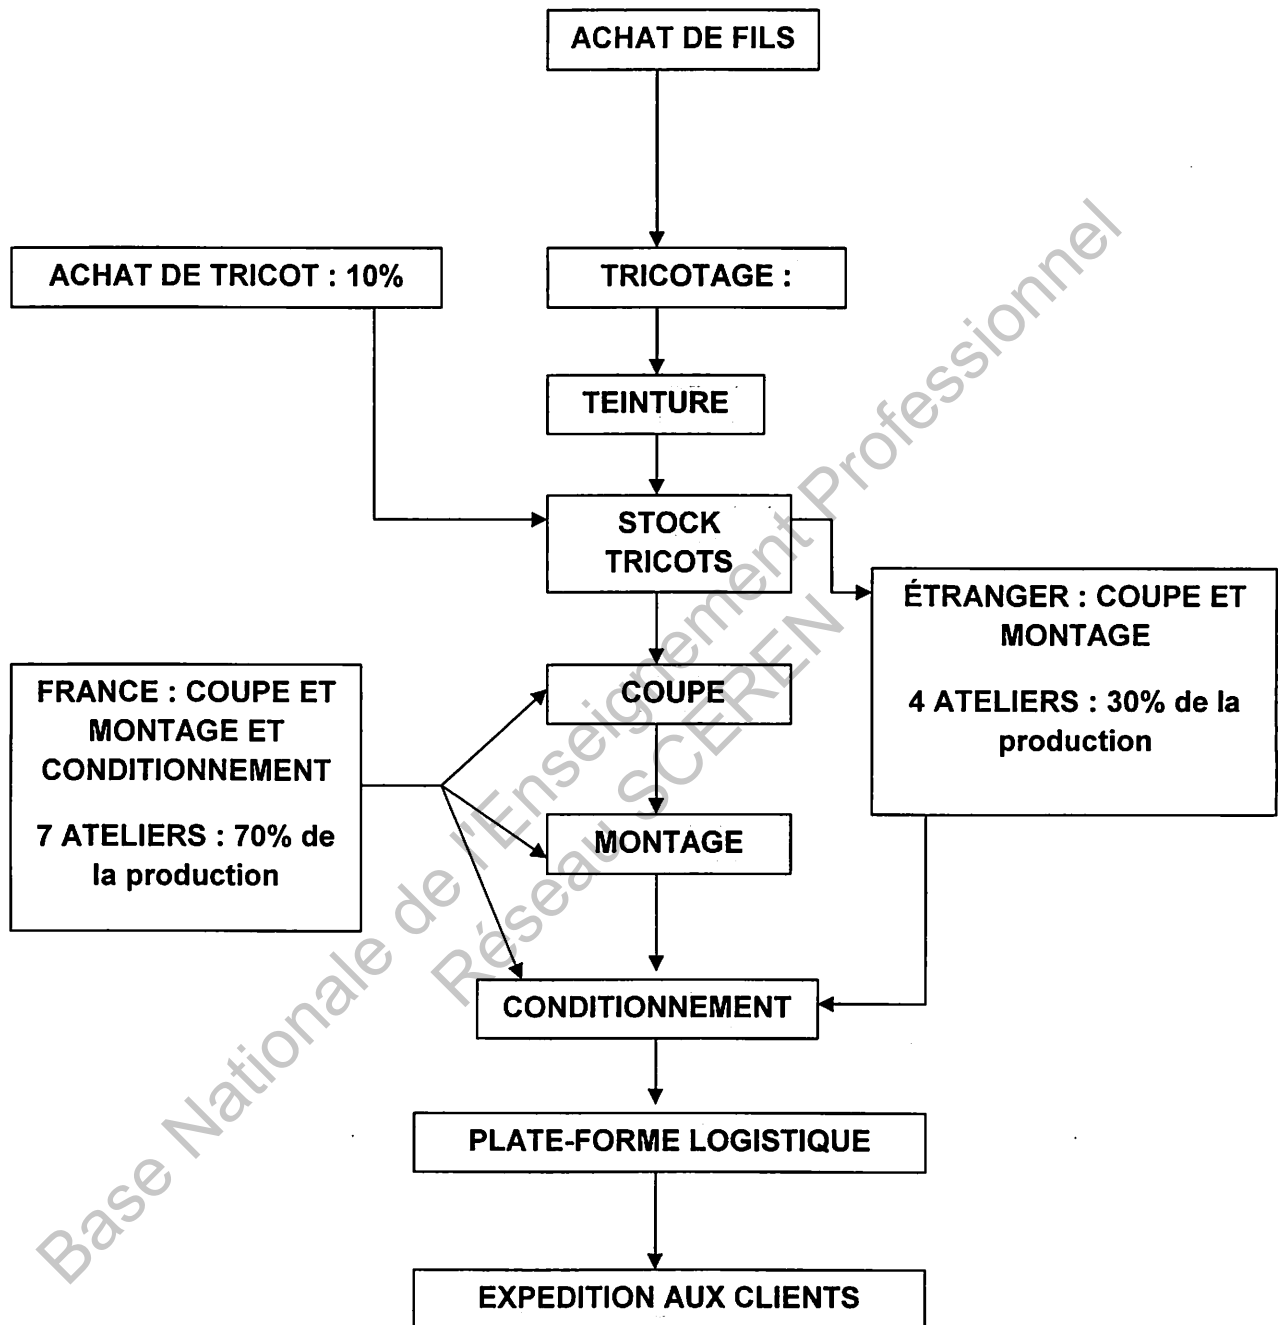 ACHAT DE FILS
ACHAT DE TRICOT : 10%
TRICOTAGE :
TEINTURE
STOCK
TRICOTS
ÉTRANGER : COUPE ET
MONTAGE
4 ATELIERS : 30% de la
production
FRANCE : COUPE ET
MONTAGE ET
CONDITIONNEMENT
7 ATELIERS : 70% de
la production
COUPE
MONTAGE
CONDITIONNEMENT
PLATE-FORME LOGISTIQUE
EXPEDITION AUX CLIENTS
Base Nationale de l'Enseignement Professionnel
Réseau SCEREN